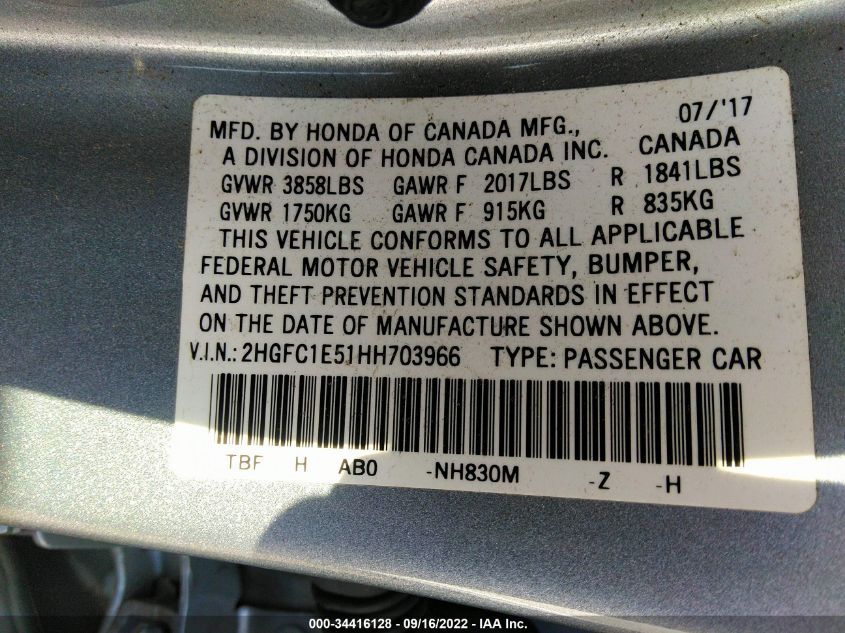 07/'17
MFD. BY HONDA OF CANADA MFG.,
A DIVISION OF HONDA CANADA INC. CANADA
GVWR 3858LBS GAWR F 2017LBS R 1841LBS
GVWR 1750KG GAWR F 915KG R 835KG
THIS VEHICLE CONFORMS TO ALL APPLICABLE
FEDERAL MOTOR VEHICLE SAFETY, BUMPER,
AND THEFT PREVENTION STANDARDS IN EFFECT
ON THE DATE OF MANUFACTURE SHOWN ABOVE.
V.I.N.: 2HGFC1E51HH703966 TYPE: PASSENGER CAR
TBF H AB0 -NH830M -Z -H
000-34416128 - 09/16/2022 - IAA Inc.